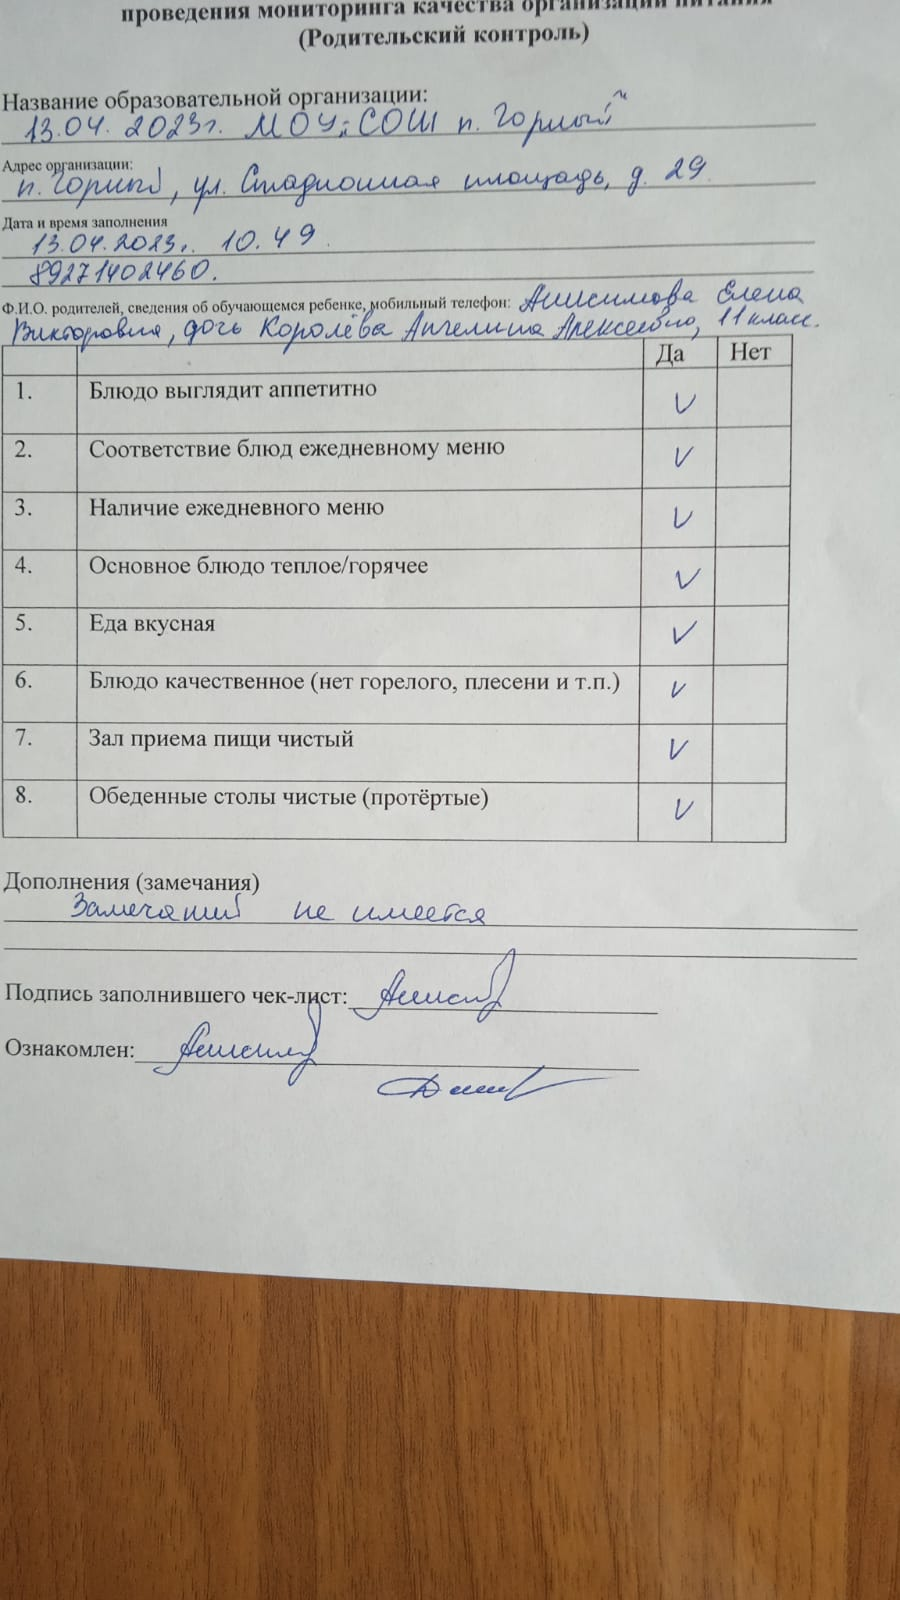 проведения мониторинга качества организации питания
(Родительский контроль)
Название образовательной организации:
13.04.2023г. МОУ "СОШ п. Горный"
Адрес организации:
п. Горный, ул. Стадионная площадь, д. 29
Дата и время заполнения
13.04.2023г. 10.49
89271402460.
Ф.И.О. родителей, сведения об обучающемся ребенке, мобильный телефон: Анисимова Елена
Викторовна, дочь Королёва Ангелина Алексеевна, 11 класс.
Да Нет
1. Блюдо выглядит аппетитно V
2. Соответствие блюд ежедневному меню V
3. Наличие ежедневного меню V
4. Основное блюдо теплое/горячее V
5. Еда вкусная V
6. Блюдо качественное (нет горелого, плесени и т.п.) V
7. Зал приема пищи чистый V
8. Обеденные столы чистые (протёртые) V
Дополнения (замечания)
Замечаний не имеется
Подпись заполнившего чек-лист:
Ознакомлен: